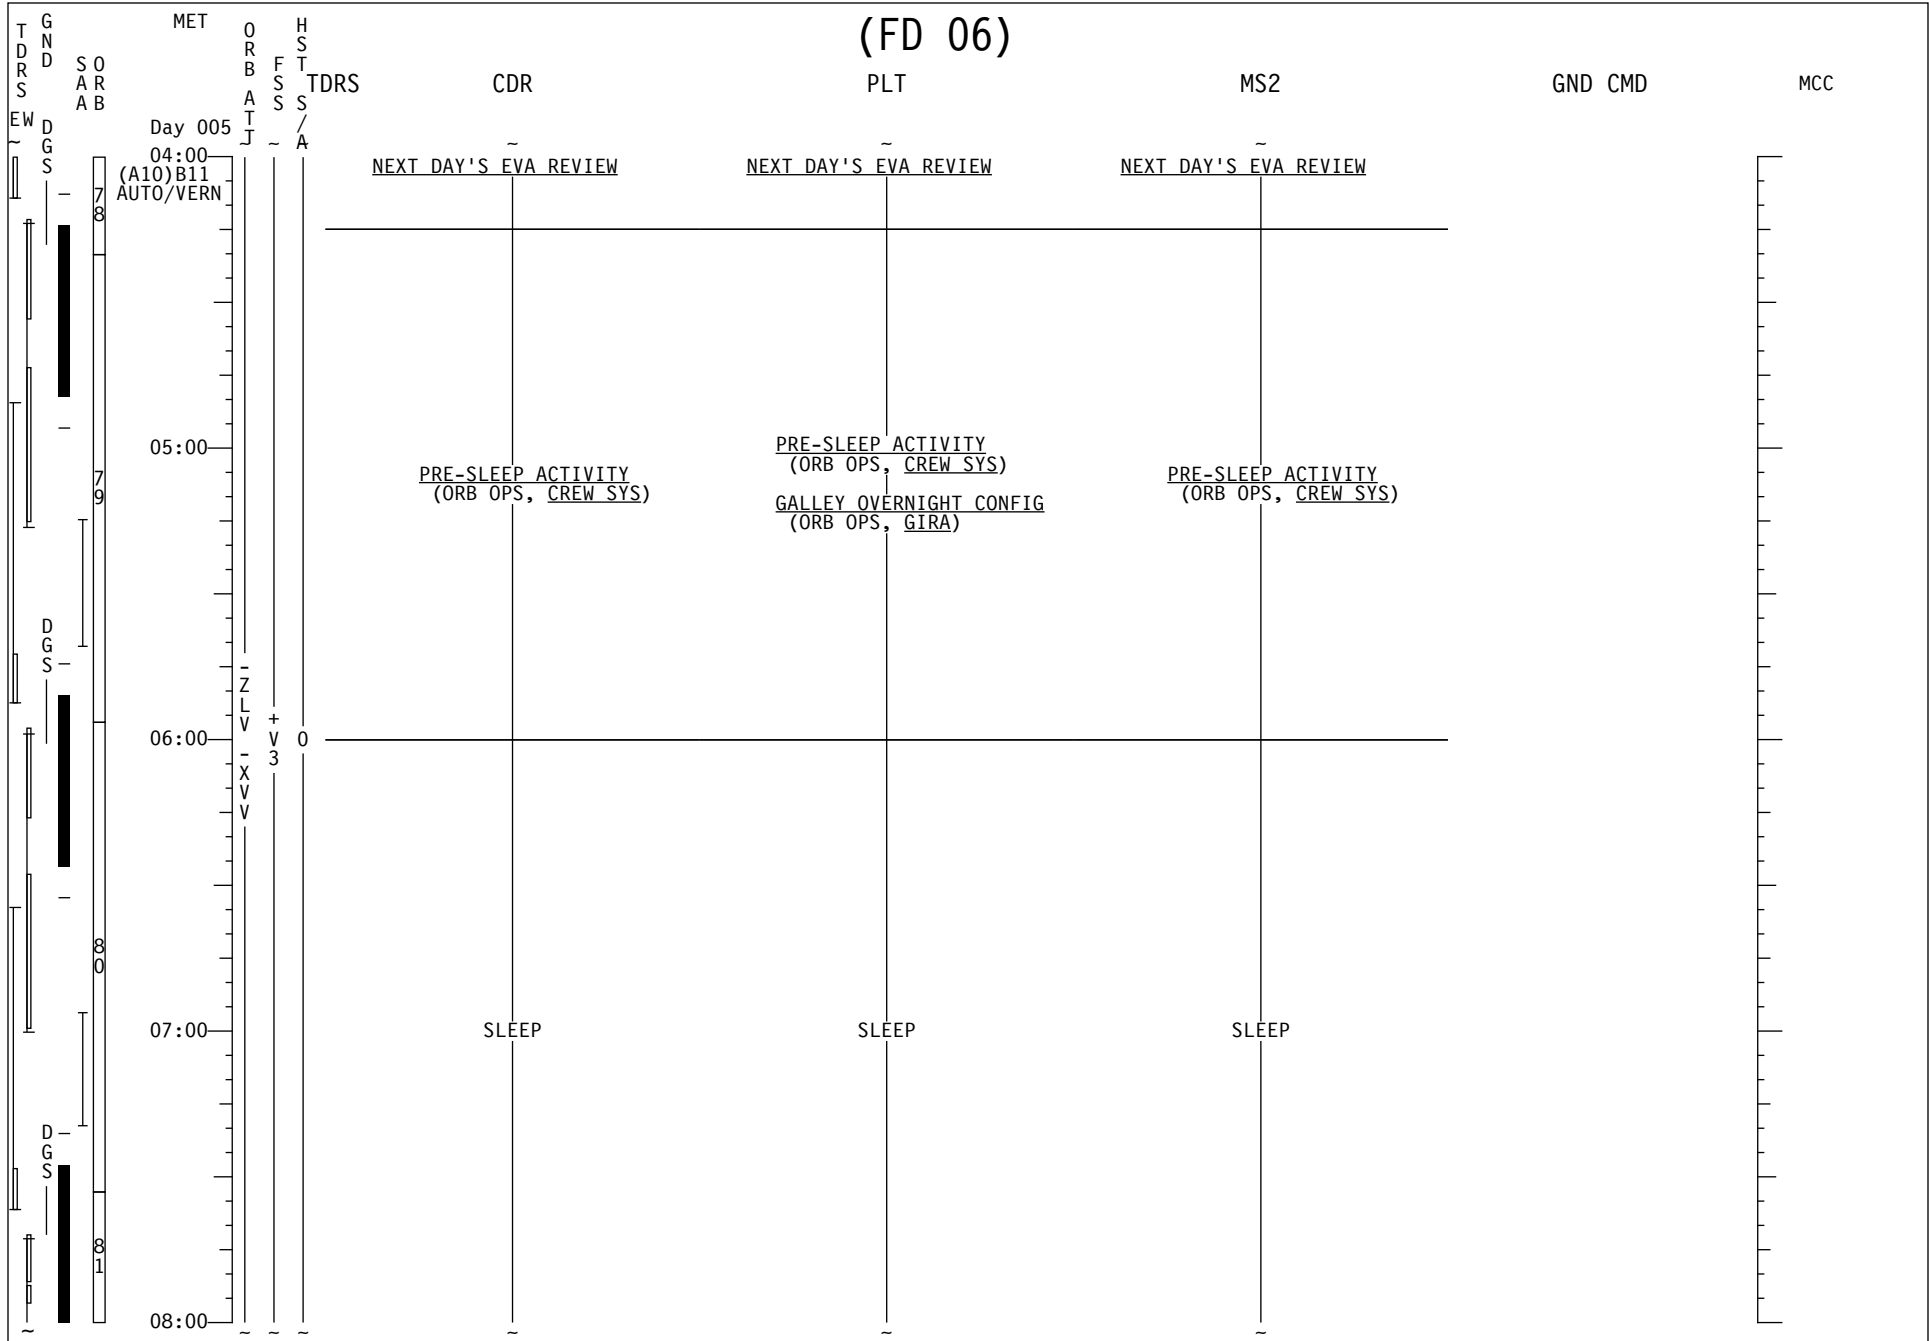 (FD 06)
TDRS
GND
SAA
ORB
MET
ORB ATT
FSS
HST S/A
TDRS
CDR
PLT
MS2
GND CMD
MCC
EW
DGS
Day 005
~ ~ ~ ~ ~ ~ ~
04:00
(A10)B11
AUTO/VERN
78
NEXT DAY'S EVA REVIEW
NEXT DAY'S EVA REVIEW
NEXT DAY'S EVA REVIEW
05:00
79
PRE-SLEEP ACTIVITY
(ORB OPS, CREW SYS)
PRE-SLEEP ACTIVITY
(ORB OPS, CREW SYS)
GALLEY OVERNIGHT CONFIG
(ORB OPS, GIRA)
PRE-SLEEP ACTIVITY
(ORB OPS, CREW SYS)
DGS
-ZLV -XVV
+V3
0
06:00
80
07:00
SLEEP
SLEEP
SLEEP
DGS
81
08:00
~ ~ ~ ~ ~ ~ ~